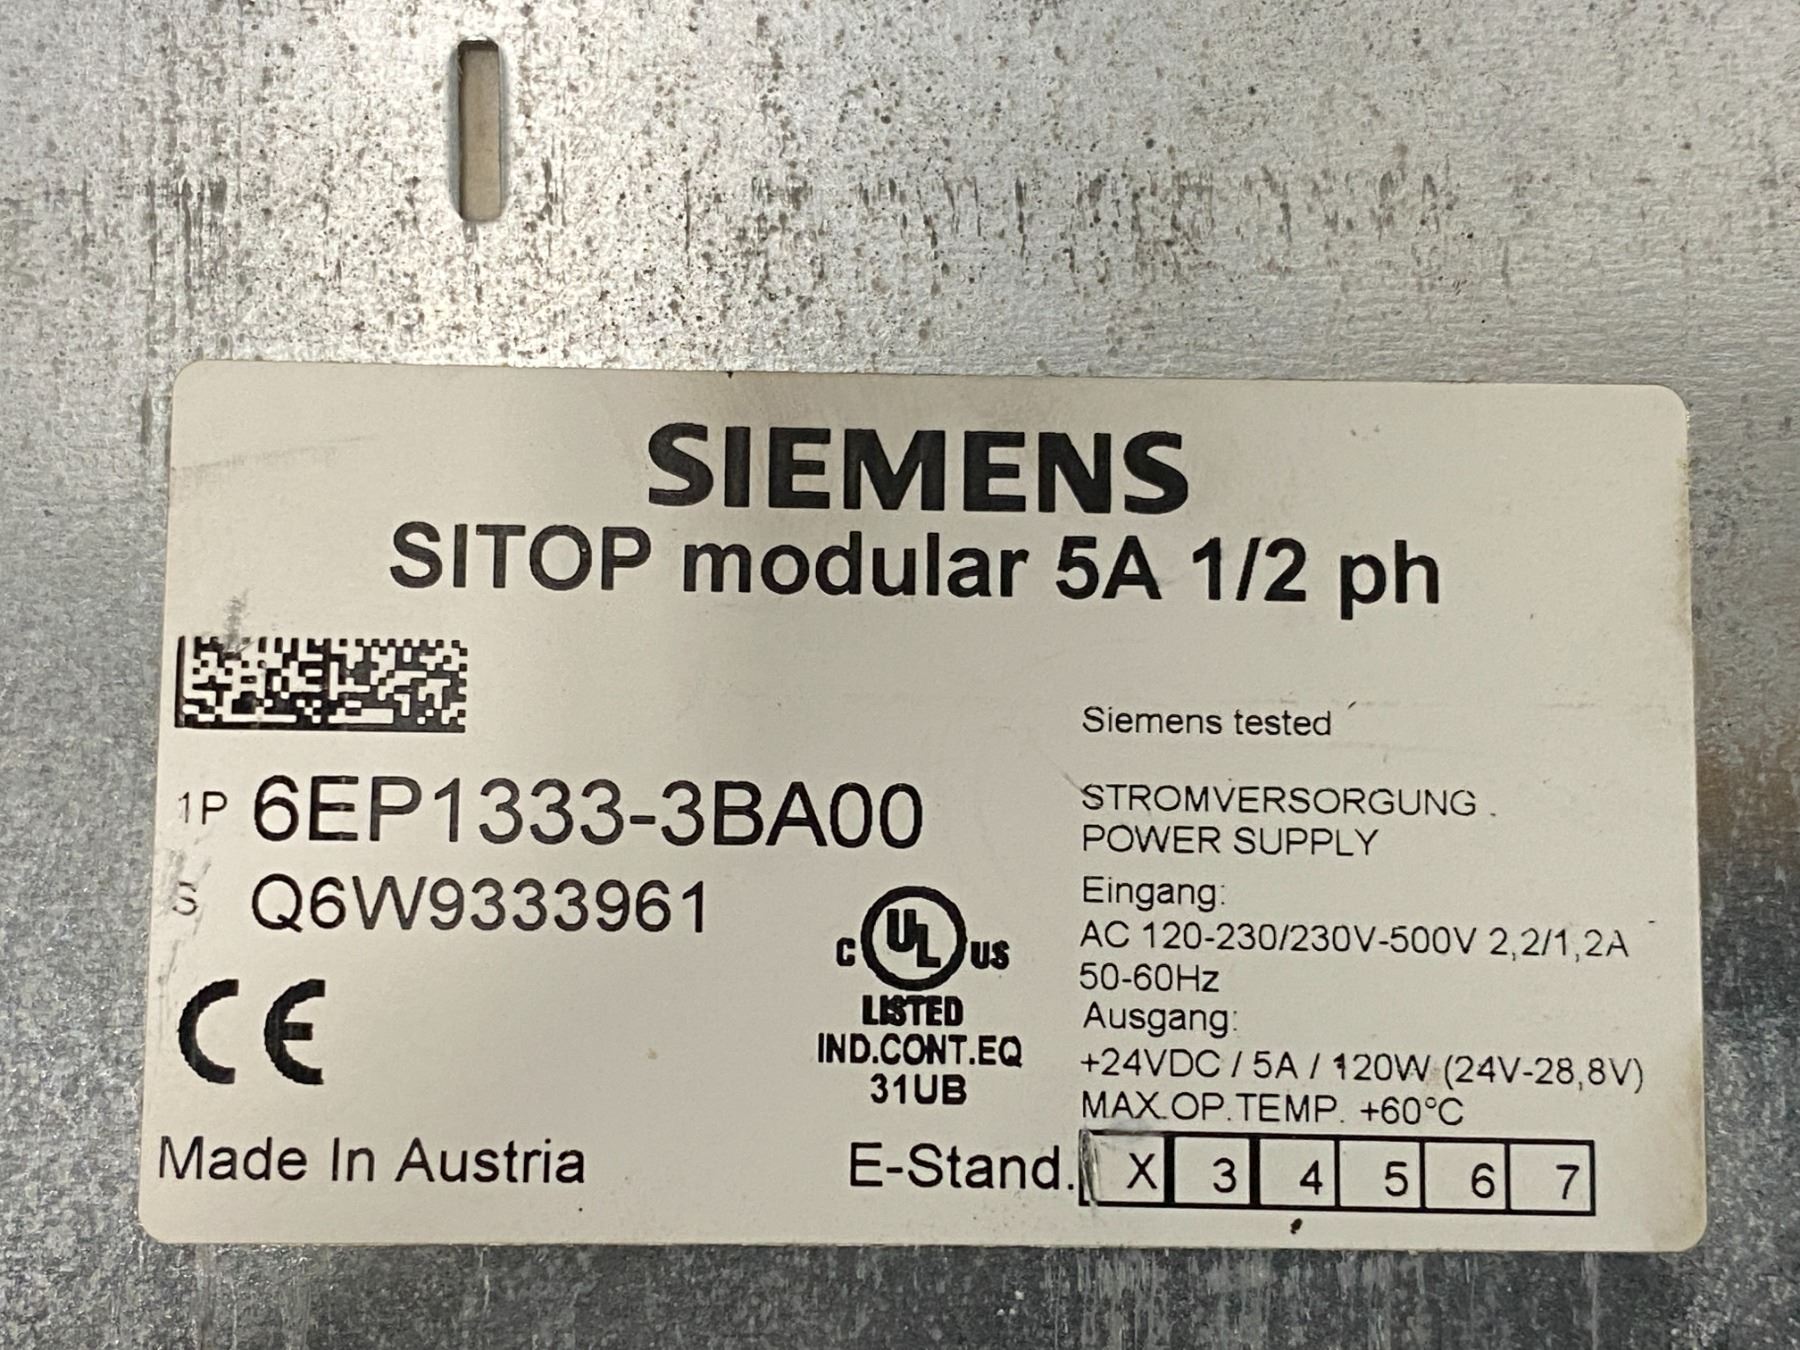 SIEMENS
SITOP modular 5A 1/2 ph
Siemens tested
1P 6EP1333-3BA00
S Q6W9333961
STROMVERSORGUNG
POWER SUPPLY
Eingang:
AC 120-230/230V-500V 2,2/1,2A
50-60Hz
Ausgang:
+24VDC / 5A / 120W (24V-28,8V)
MAX.OP.TEMP. +60°C
C UL US
LISTED
IND.CONT.EQ
31UB
CE
Made In Austria
E-Stand. X 3 4 5 6 7